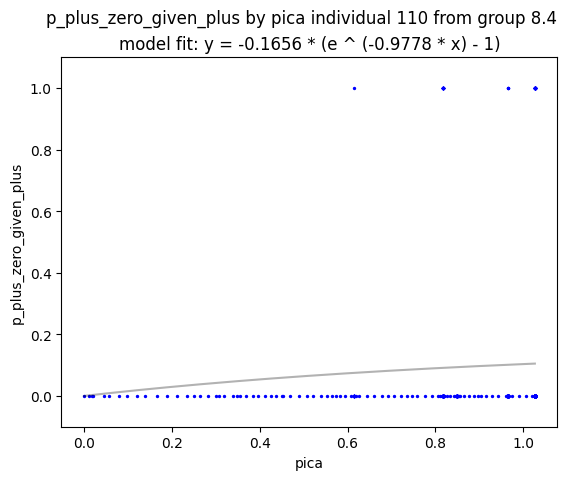 p_plus_zero_given_plus by pica individual 110 from group 8.4
model fit: y = -0.1656 * (e ^ (-0.9778 * x) - 1)
1.0
0.8
0.6
0.4
0.2
0.0
p_plus_zero_given_plus
0.0 0.2 0.4 0.6 0.8 1.0
pica